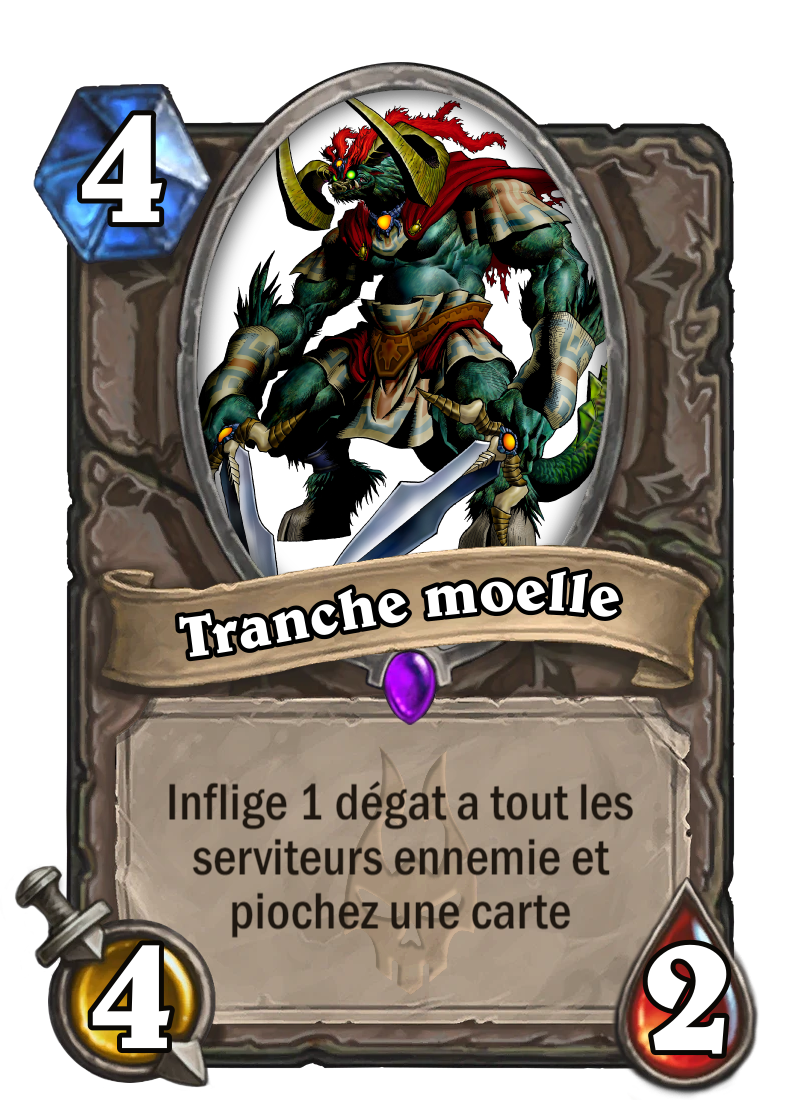 4
Tranche moelle
Inflige 1 dégat a tout les
serviteurs ennemie et
piochez une carte
4
2